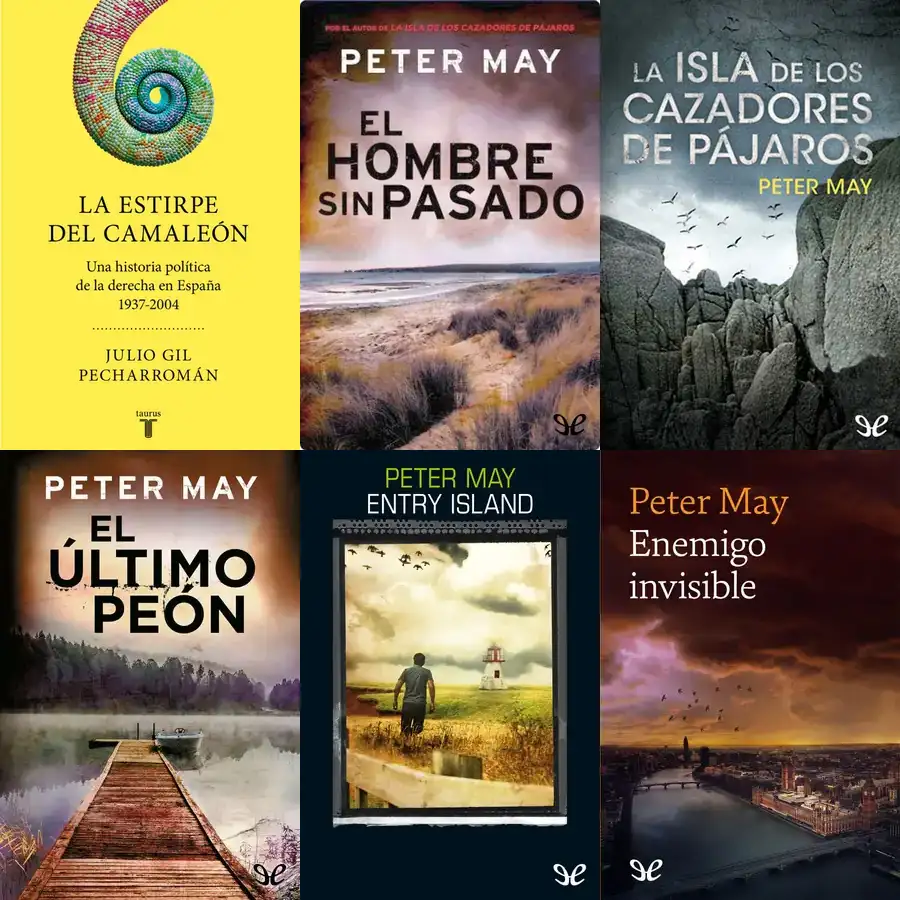 LA ESTIRPE
DEL CAMALEÓN
Una historia política
de la derecha en España
1937-2004
JULIO GIL
PECHARROMÁN
taurus
POR EL AUTOR DE LA ISLA DE LOS CAZADORES DE PÁJAROS
PETER MAY
EL
HOMBRE
SIN PASADO
LA ISLA DE LOS
CAZADORES
DE PÁJAROS
PETER MAY
PETER MAY
EL
ÚLTIMO
PEÓN
PETER MAY
ENTRY ISLAND
Peter May
Enemigo
invisible